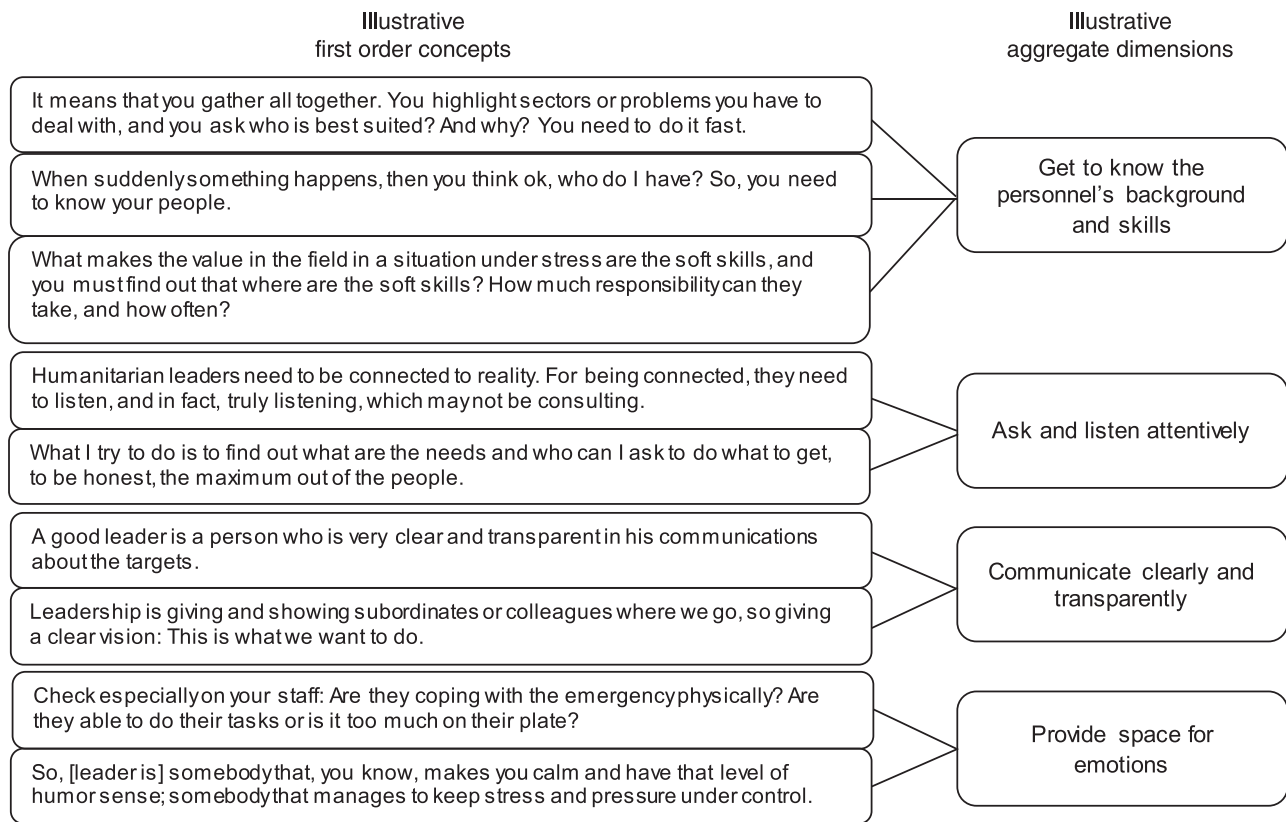 Illustrative
first order concepts
Illustrative
aggregate dimensions
It means that you gather all together. You highlight sectors or problems you have to
deal with, and you ask who is best suited? And why? You need to do it fast.
When suddenly something happens, then you think ok, who do I have? So, you need
to know your people.
What makes the value in the field in a situation under stress are the soft skills, and
you must find out that where are the soft skills? How much responsibility can they
take, and how often?
Get to know the
personnel's background
and skills
Humanitarian leaders need to be connected to reality. For being connected, they need
to listen, and in fact, truly listening, which may not be consulting.
What I try to do is to find out what are the needs and who can I ask to do what to get,
to be honest, the maximum out of the people.
Ask and listen attentively
A good leader is a person who is very clear and transparent in his communications
about the targets.
Leadership is giving and showing subordinates or colleagues where we go, so giving
a clear vision: This is what we want to do.
Communicate clearly and
transparently
Check especially on your staff: Are they coping with the emergency physically? Are
they able to do their tasks or is it too much on their plate?
So, [leader is] somebody that, you know, makes you calm and have that level of
humor sense; somebody that manages to keep stress and pressure under control.
Provide space for
emotions